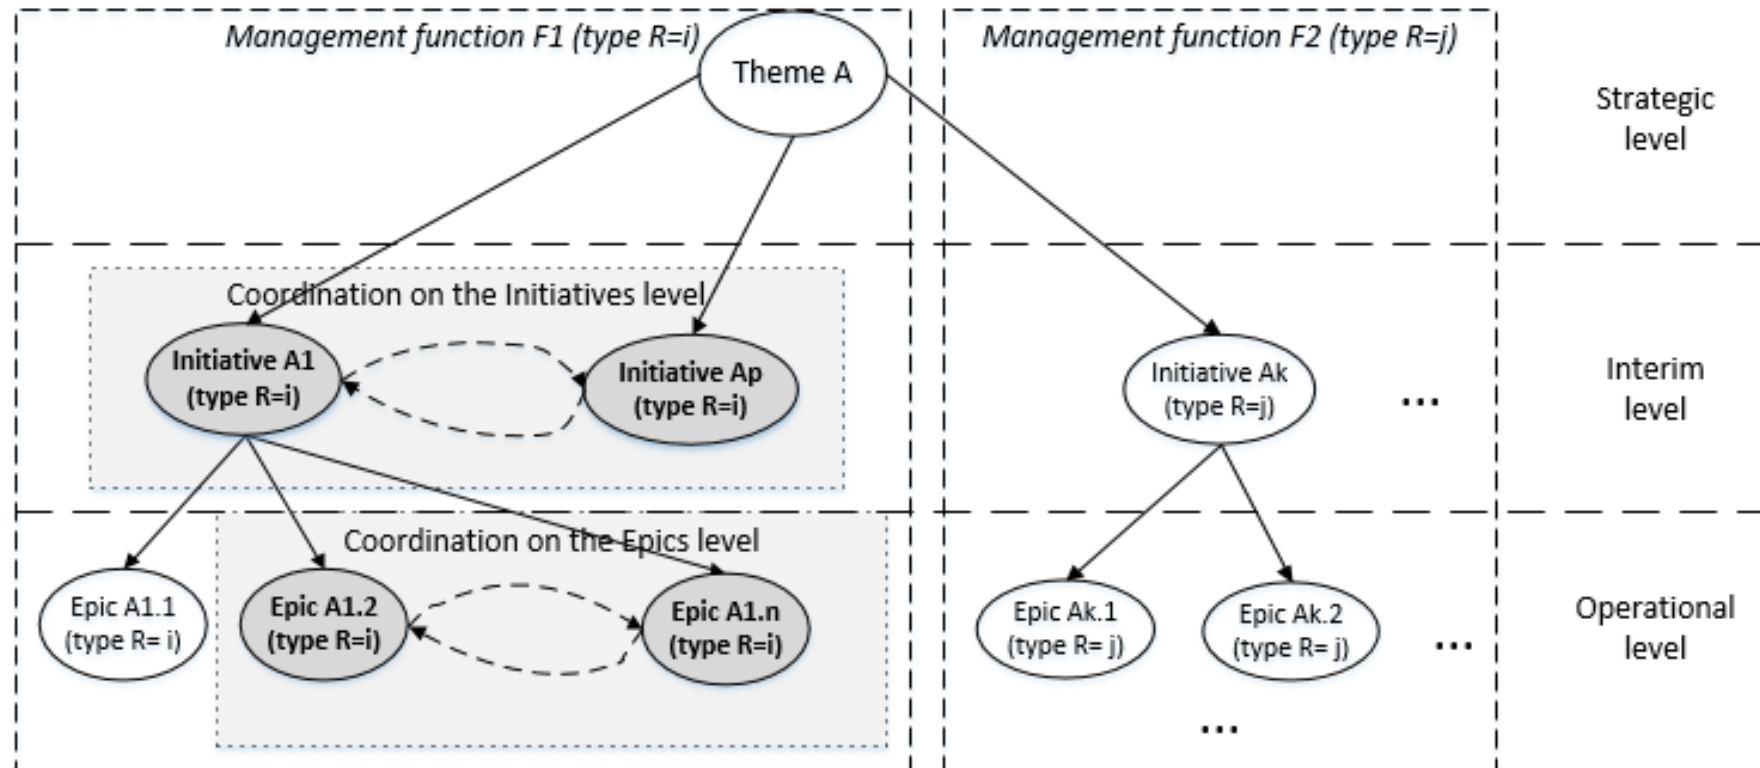 Management function F1 (type R=i)
Theme A
Management function F2 (type R=j)
Strategic
level
Coordination on the Initiatives level
Initiative A1
(type R=i)
Initiative Ap
(type R=i)
Initiative Ak
(type R=j)
...
Interim
level
Coordination on the Epics level
Epic A1.1
(type R= i)
Epic A1.2
(type R=i)
Epic A1.n
(type R=i)
Epic Ak.1
(type R= j)
Epic Ak.2
(type R= j)
...
Operational
level
...